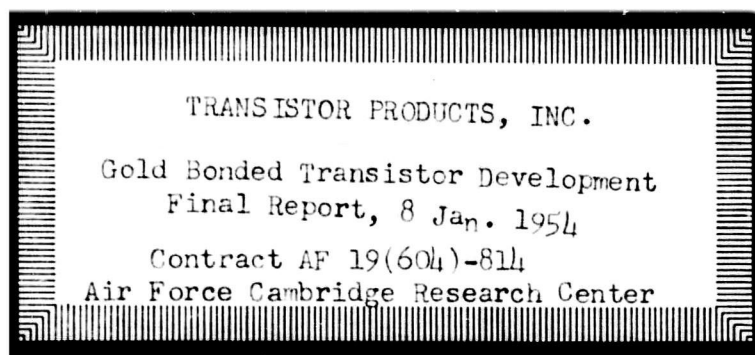 TRANSISTOR PRODUCTS, INC.
Gold Bonded Transistor Development
Final Report, 8 Jan. 1954
Contract AF 19(604)-814
Air Force Cambridge Research Center